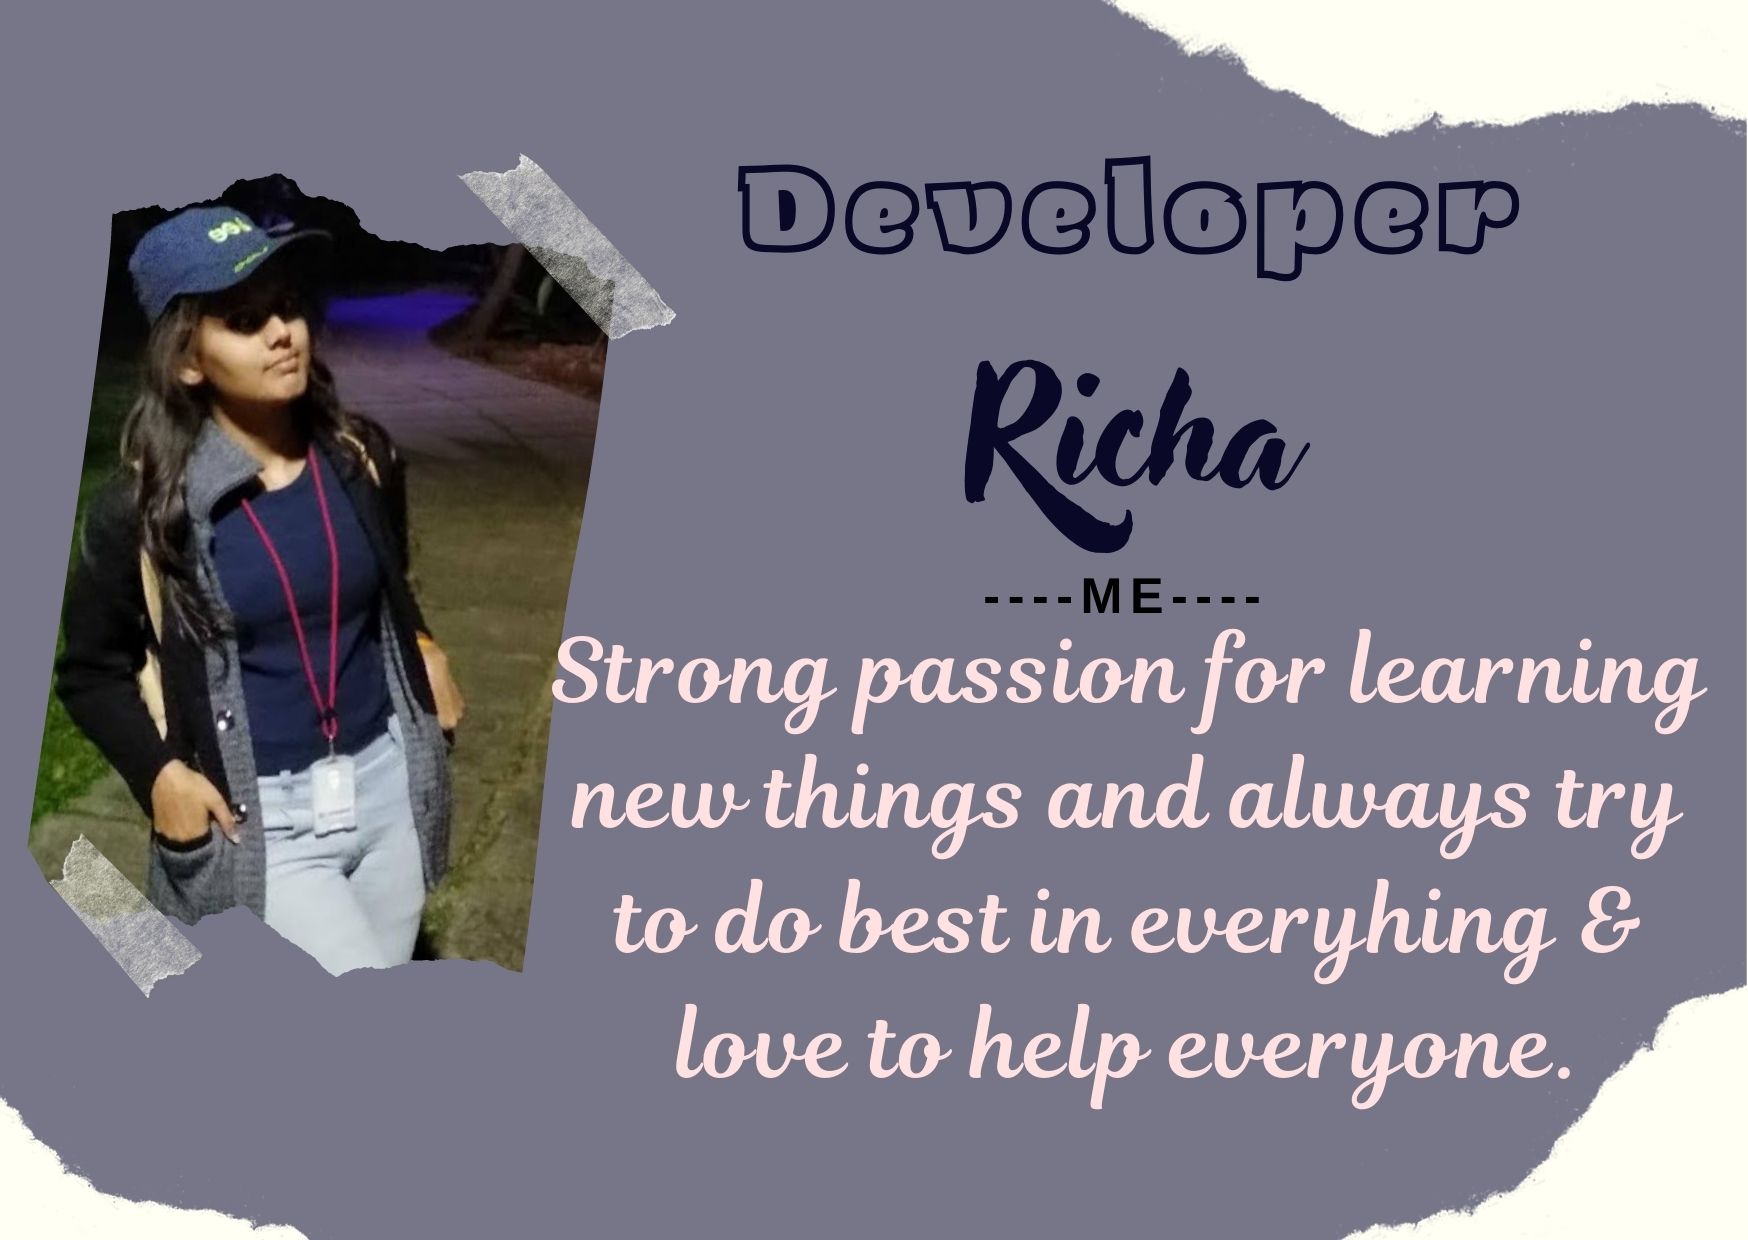 Developer
Richa
----ME----
Strong passion for learning
new things and always try
to do best in everyhing &
love to help everyone.